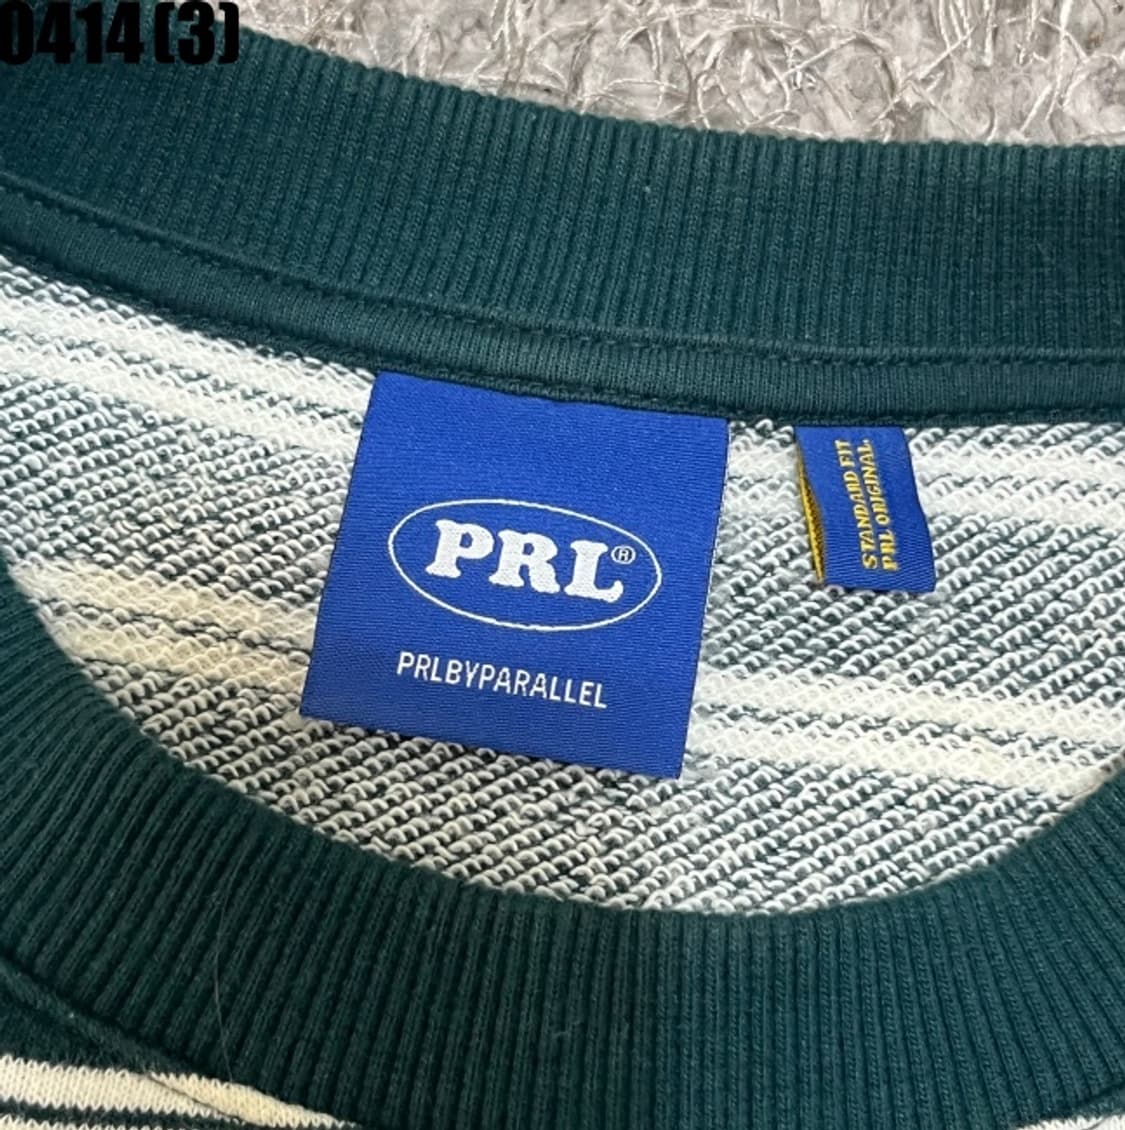 0414(3)
PRL®
PRLBYPARALLEL
STANDARD FIT
PRL ORIGINAL